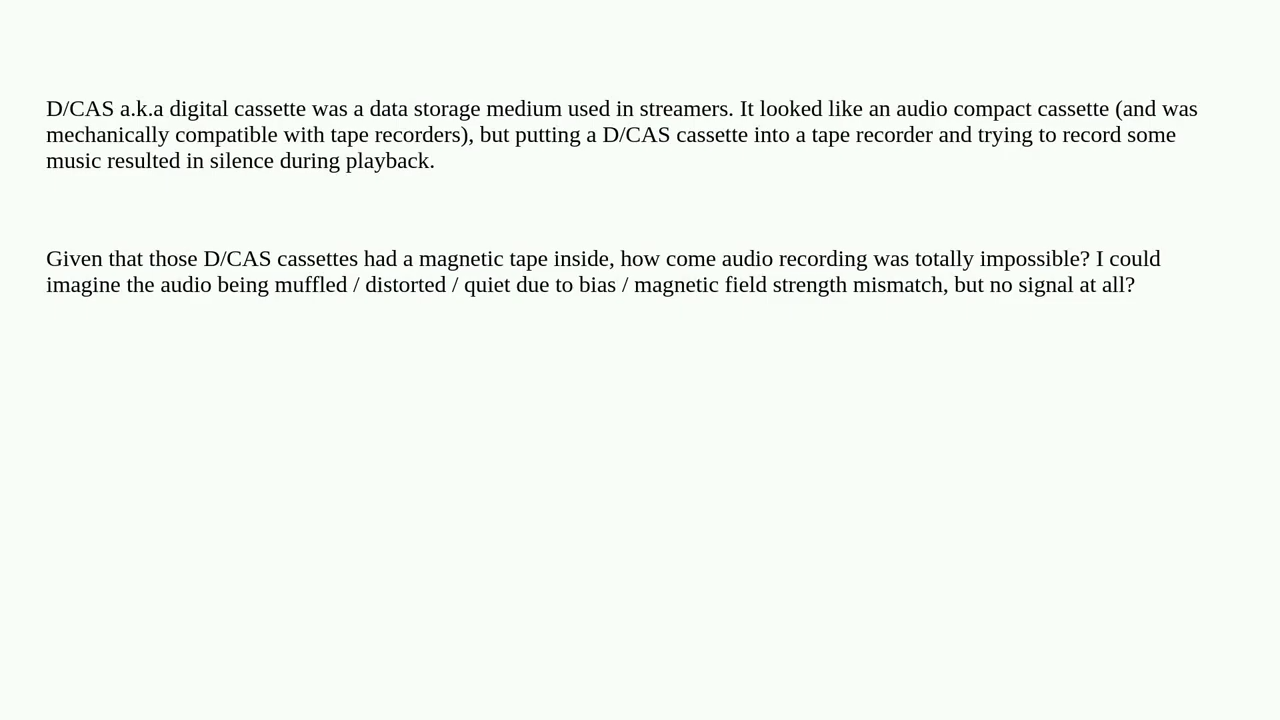 D/CAS a.k.a digital cassette was a data storage medium used in streamers. It looked like an audio compact cassette (and was
mechanically compatible with tape recorders), but putting a D/CAS cassette into a tape recorder and trying to record some
music resulted in silence during playback.
Given that those D/CAS cassettes had a magnetic tape inside, how come audio recording was totally impossible? I could
imagine the audio being muffled / distorted / quiet due to bias / magnetic field strength mismatch, but no signal at all?